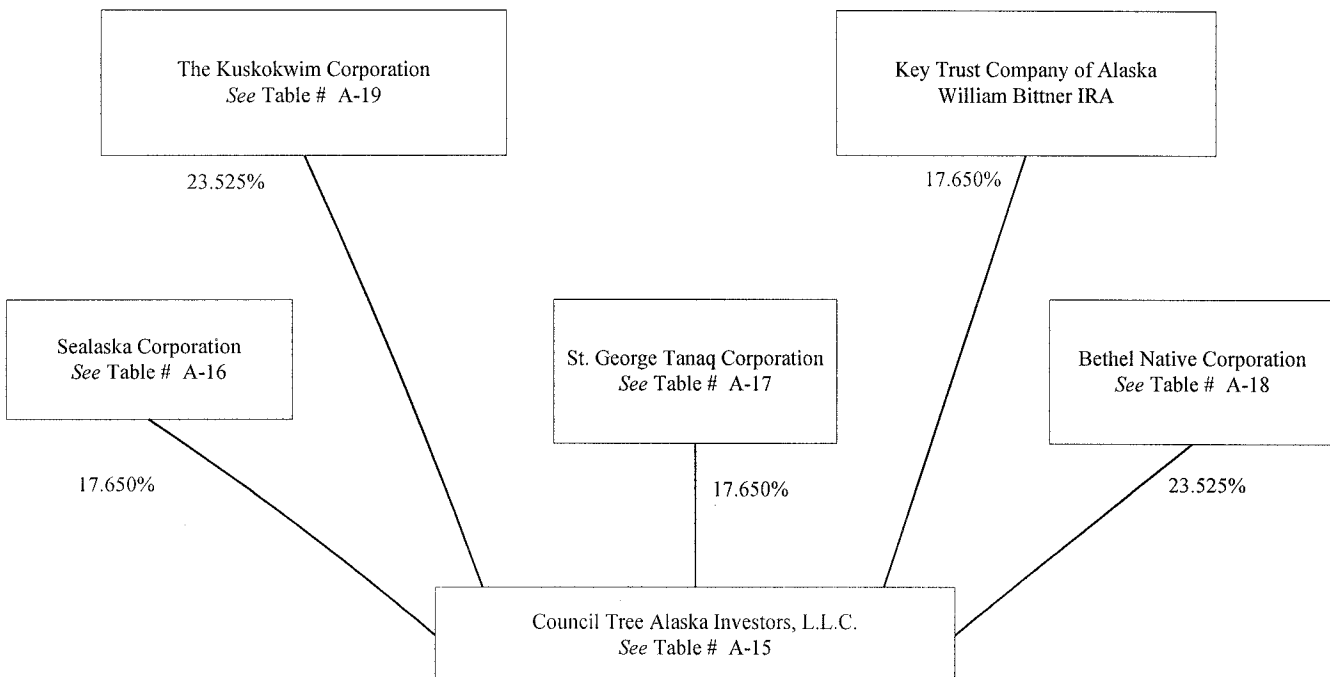 The Kuskokwim Corporation
See Table # A-19
Key Trust Company of Alaska
William Bittner IRA
23.525%
17.650%
Sealaska Corporation
See Table # A-16
St. George Tanaq Corporation
See Table # A-17
Bethel Native Corporation
See Table # A-18
17.650%
17.650%
23.525%
Council Tree Alaska Investors, L.L.C.
See Table # A-15